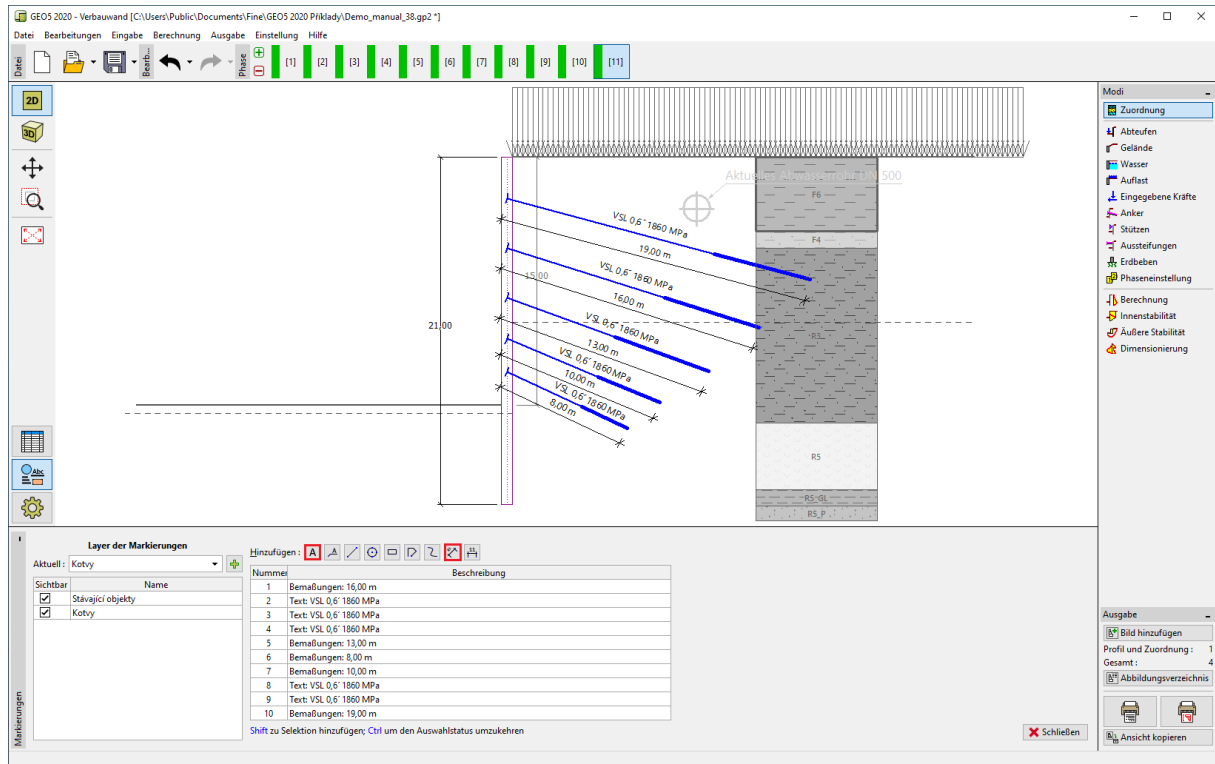 GEO5 2020 - Verbauwand [C:\Users\Public\Documents\Fine\GEO5 2020 Příklady\Demo_manual_38.gp2 *]
Datei Bearbeitungen Eingabe Berechnung Ausgabe Einstellung Hilfe
Datei
Bearb...
Phase
[1] [2] [3] [4] [5] [6] [7] [8] [9] [10] [11]
2D
3D
Abc
Aktuelles Abwasserrohr DN 500
F6
F4
R3
R5
R5_GL
R5_P
VSL 0,6´ 1860 MPa
19,00 m
VSL 0,6´ 1860 MPa
16,00 m
VSL 0,6´ 1860 MPa
13,00 m
VSL 0,6´ 1860 MPa
10,00 m
VSL 0,6´ 1860 MPa
8,00 m
15,00
21,00
Modi
Zuordnung
Abteufen
Gelände
Wasser
Auflast
Eingegebene Kräfte
Anker
Stützen
Aussteifungen
Erdbeben
Phaseneinstellung
Berechnung
Innenstabilität
Äußere Stabilität
Dimensionierung
Ausgabe
Bild hinzufügen
Profil und Zuordnung : 1
Gesamt : 4
Abbildungsverzeichnis
Ansicht kopieren
Markierungen
Layer der Markierungen
Aktuell : Kotvy
Sichtbar Name
Stávající objekty
Kotvy
Hinzufügen : A
Nummer Beschreibung
1 Bemaßungen: 16,00 m
2 Text: VSL 0,6´ 1860 MPa
3 Text: VSL 0,6´ 1860 MPa
4 Text: VSL 0,6´ 1860 MPa
5 Bemaßungen: 13,00 m
6 Bemaßungen: 8,00 m
7 Bemaßungen: 10,00 m
8 Text: VSL 0,6´ 1860 MPa
9 Text: VSL 0,6´ 1860 MPa
10 Bemaßungen: 19,00 m
Shift zu Selektion hinzufügen; Ctrl um den Auswahlstatus umzukehren
Schließen